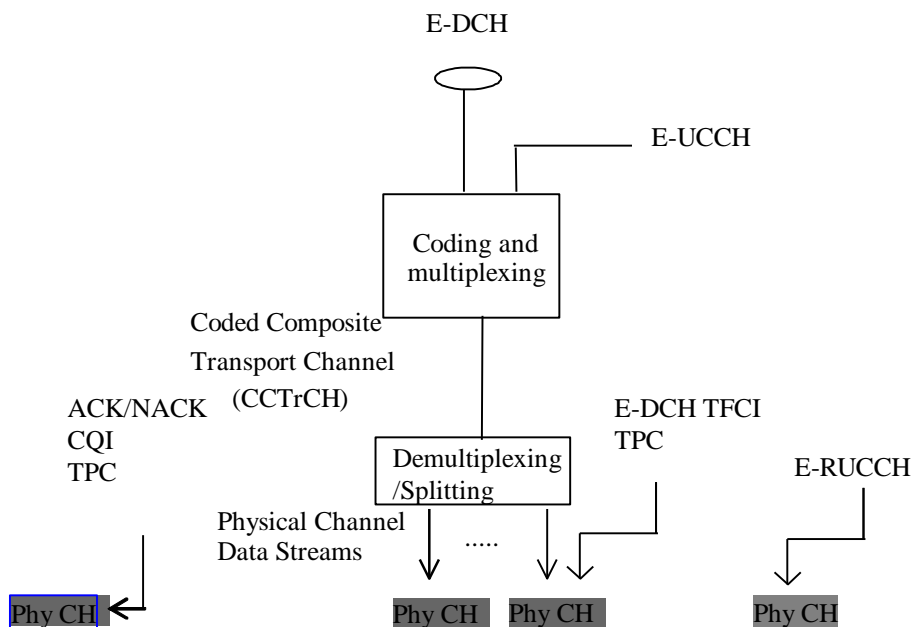 E-DCH
E-UCCH
Coding and
multiplexing
Coded Composite
Transport Channel
(CCTrCH)
ACK/NACK
CQI
TPC
E-DCH TFCI
TPC
Demultiplexing
/Splitting
E-RUCCH
Physical Channel
Data Streams
.....
Phy CH
Phy CH
Phy CH
Phy CH